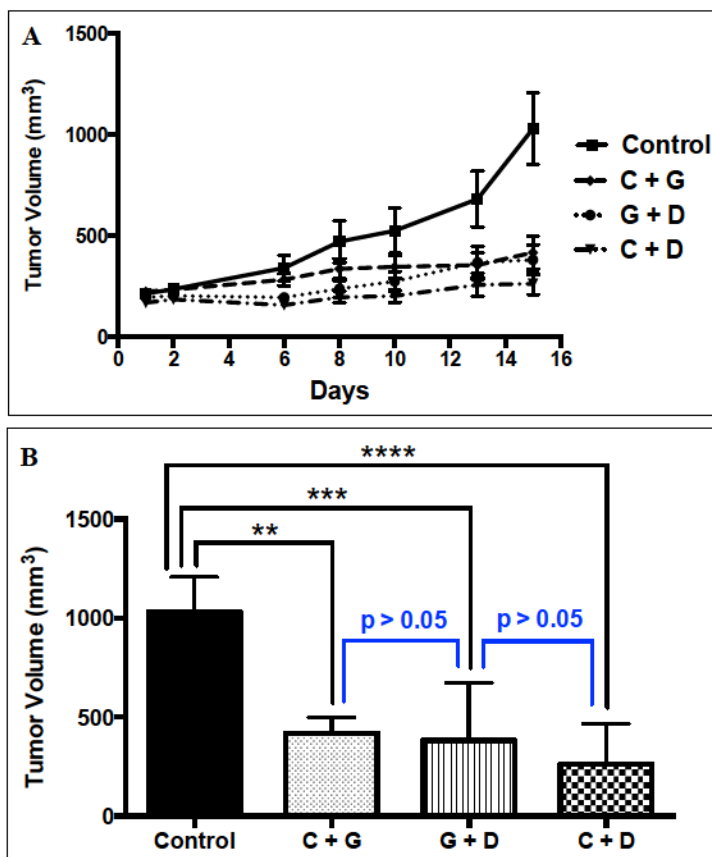 A
Tumor Volume (mm³)
1500
1000
500
0
0 2 4 6 8 10 12 14 16
Days
Control
C + G
G + D
C + D
B
Tumor Volume (mm³)
1500
1000
500
0
****
***
**
p > 0.05 p > 0.05
Control C + G G + D C + D